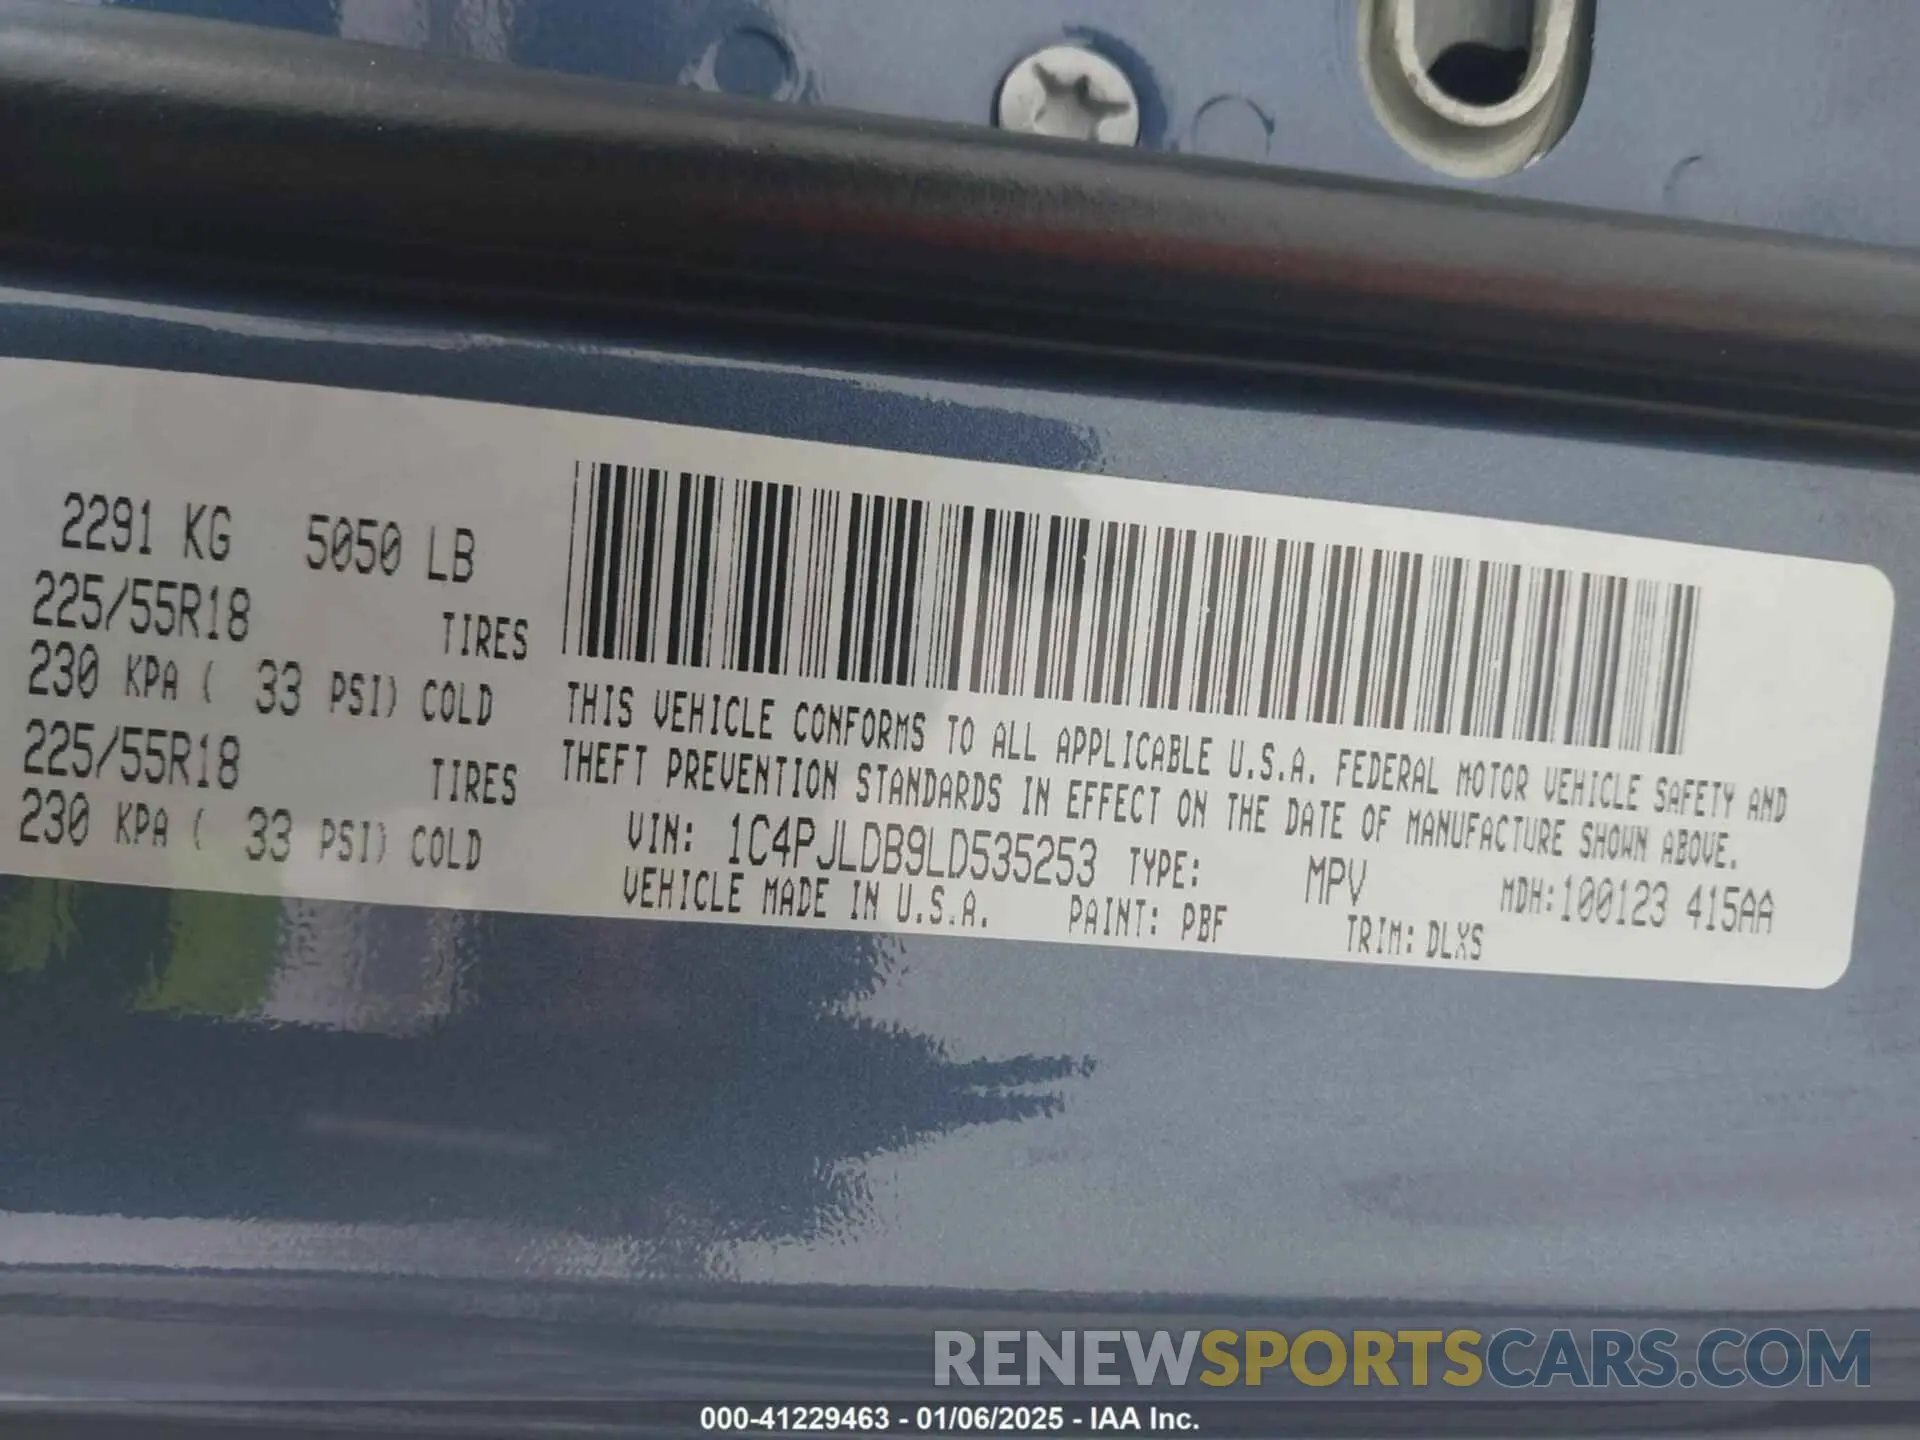 2291 KG 5050 LB
225/55R18 TIRES
230 KPA ( 33 PSI) COLD
225/55R18 TIRES
230 KPA ( 33 PSI) COLD
THIS VEHICLE CONFORMS TO ALL APPLICABLE U.S.A. FEDERAL MOTOR VEHICLE SAFETY AND
THEFT PREVENTION STANDARDS IN EFFECT ON THE DATE OF MANUFACTURE SHOWN ABOVE.
VIN: 1C4PJLDB9LD535253 TYPE: MPV MDH:100123 415AA
VEHICLE MADE IN U.S.A. PAINT: PBF TRIM: DLXS
RENEWSPORTSCARS.COM
000-41229463 - 01/06/2025 - IAA Inc.